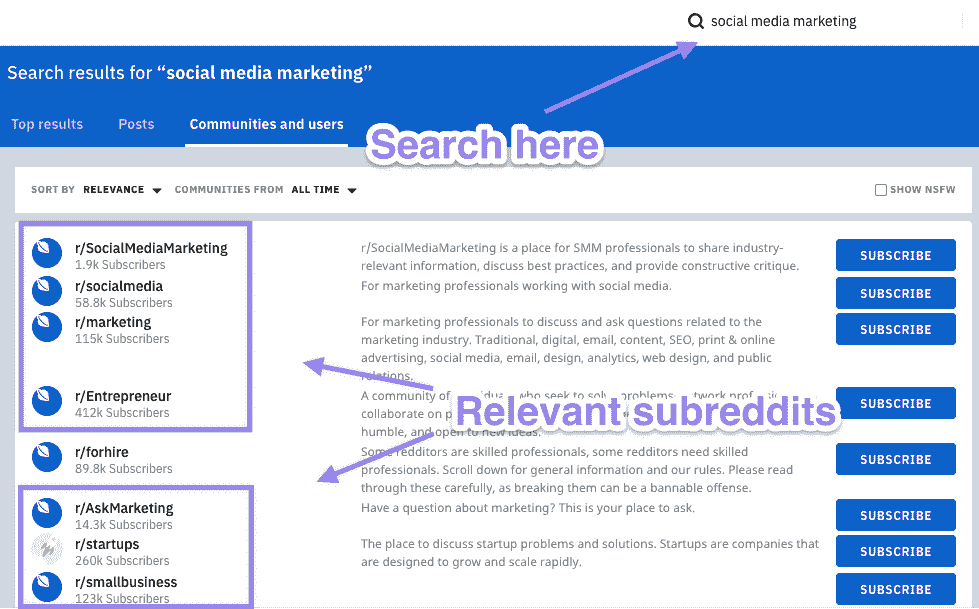 social media marketing
Search results for “social media marketing”
Top results
Posts
Communities and users
Search here
SORT BY RELEVANCE
COMMUNITIES FROM ALL TIME
SHOW NSFW
r/SocialMediaMarketing
1.9k Subscribers
r/SocialMediaMarketing is a place for SMM professionals to share industry-
relevant information, discuss best practices, and provide constructive critique.
SUBSCRIBE
r/socialmedia
58.8k Subscribers
For marketing professionals working with social media.
SUBSCRIBE
r/marketing
115k Subscribers
For marketing professionals to discuss and ask questions related to the
marketing industry. Traditional, digital, email, content, SEO, print & online
advertising, social media, email, design, analytics, web design, and public
relations.
SUBSCRIBE
r/Entrepreneur
412k Subscribers
A community of who seek to problems,
collaborate on
humble, and open to new ideas.
SUBSCRIBE
Relevant subreddits
r/forhire
89.8k Subscribers
Some redditors are skilled professionals, some redditors need skilled
professionals. Scroll down for general information and our rules. Please read
through these carefully, as breaking them can be a bannable offense.
SUBSCRIBE
r/AskMarketing
14.3k Subscribers
Have a question about marketing? This is your place to ask.
SUBSCRIBE
r/startups
260k Subscribers
The place to discuss startup problems and solutions. Startups are companies that
are designed to grow and scale rapidly.
SUBSCRIBE
r/smallbusiness
123k Subscribers
SUBSCRIBE